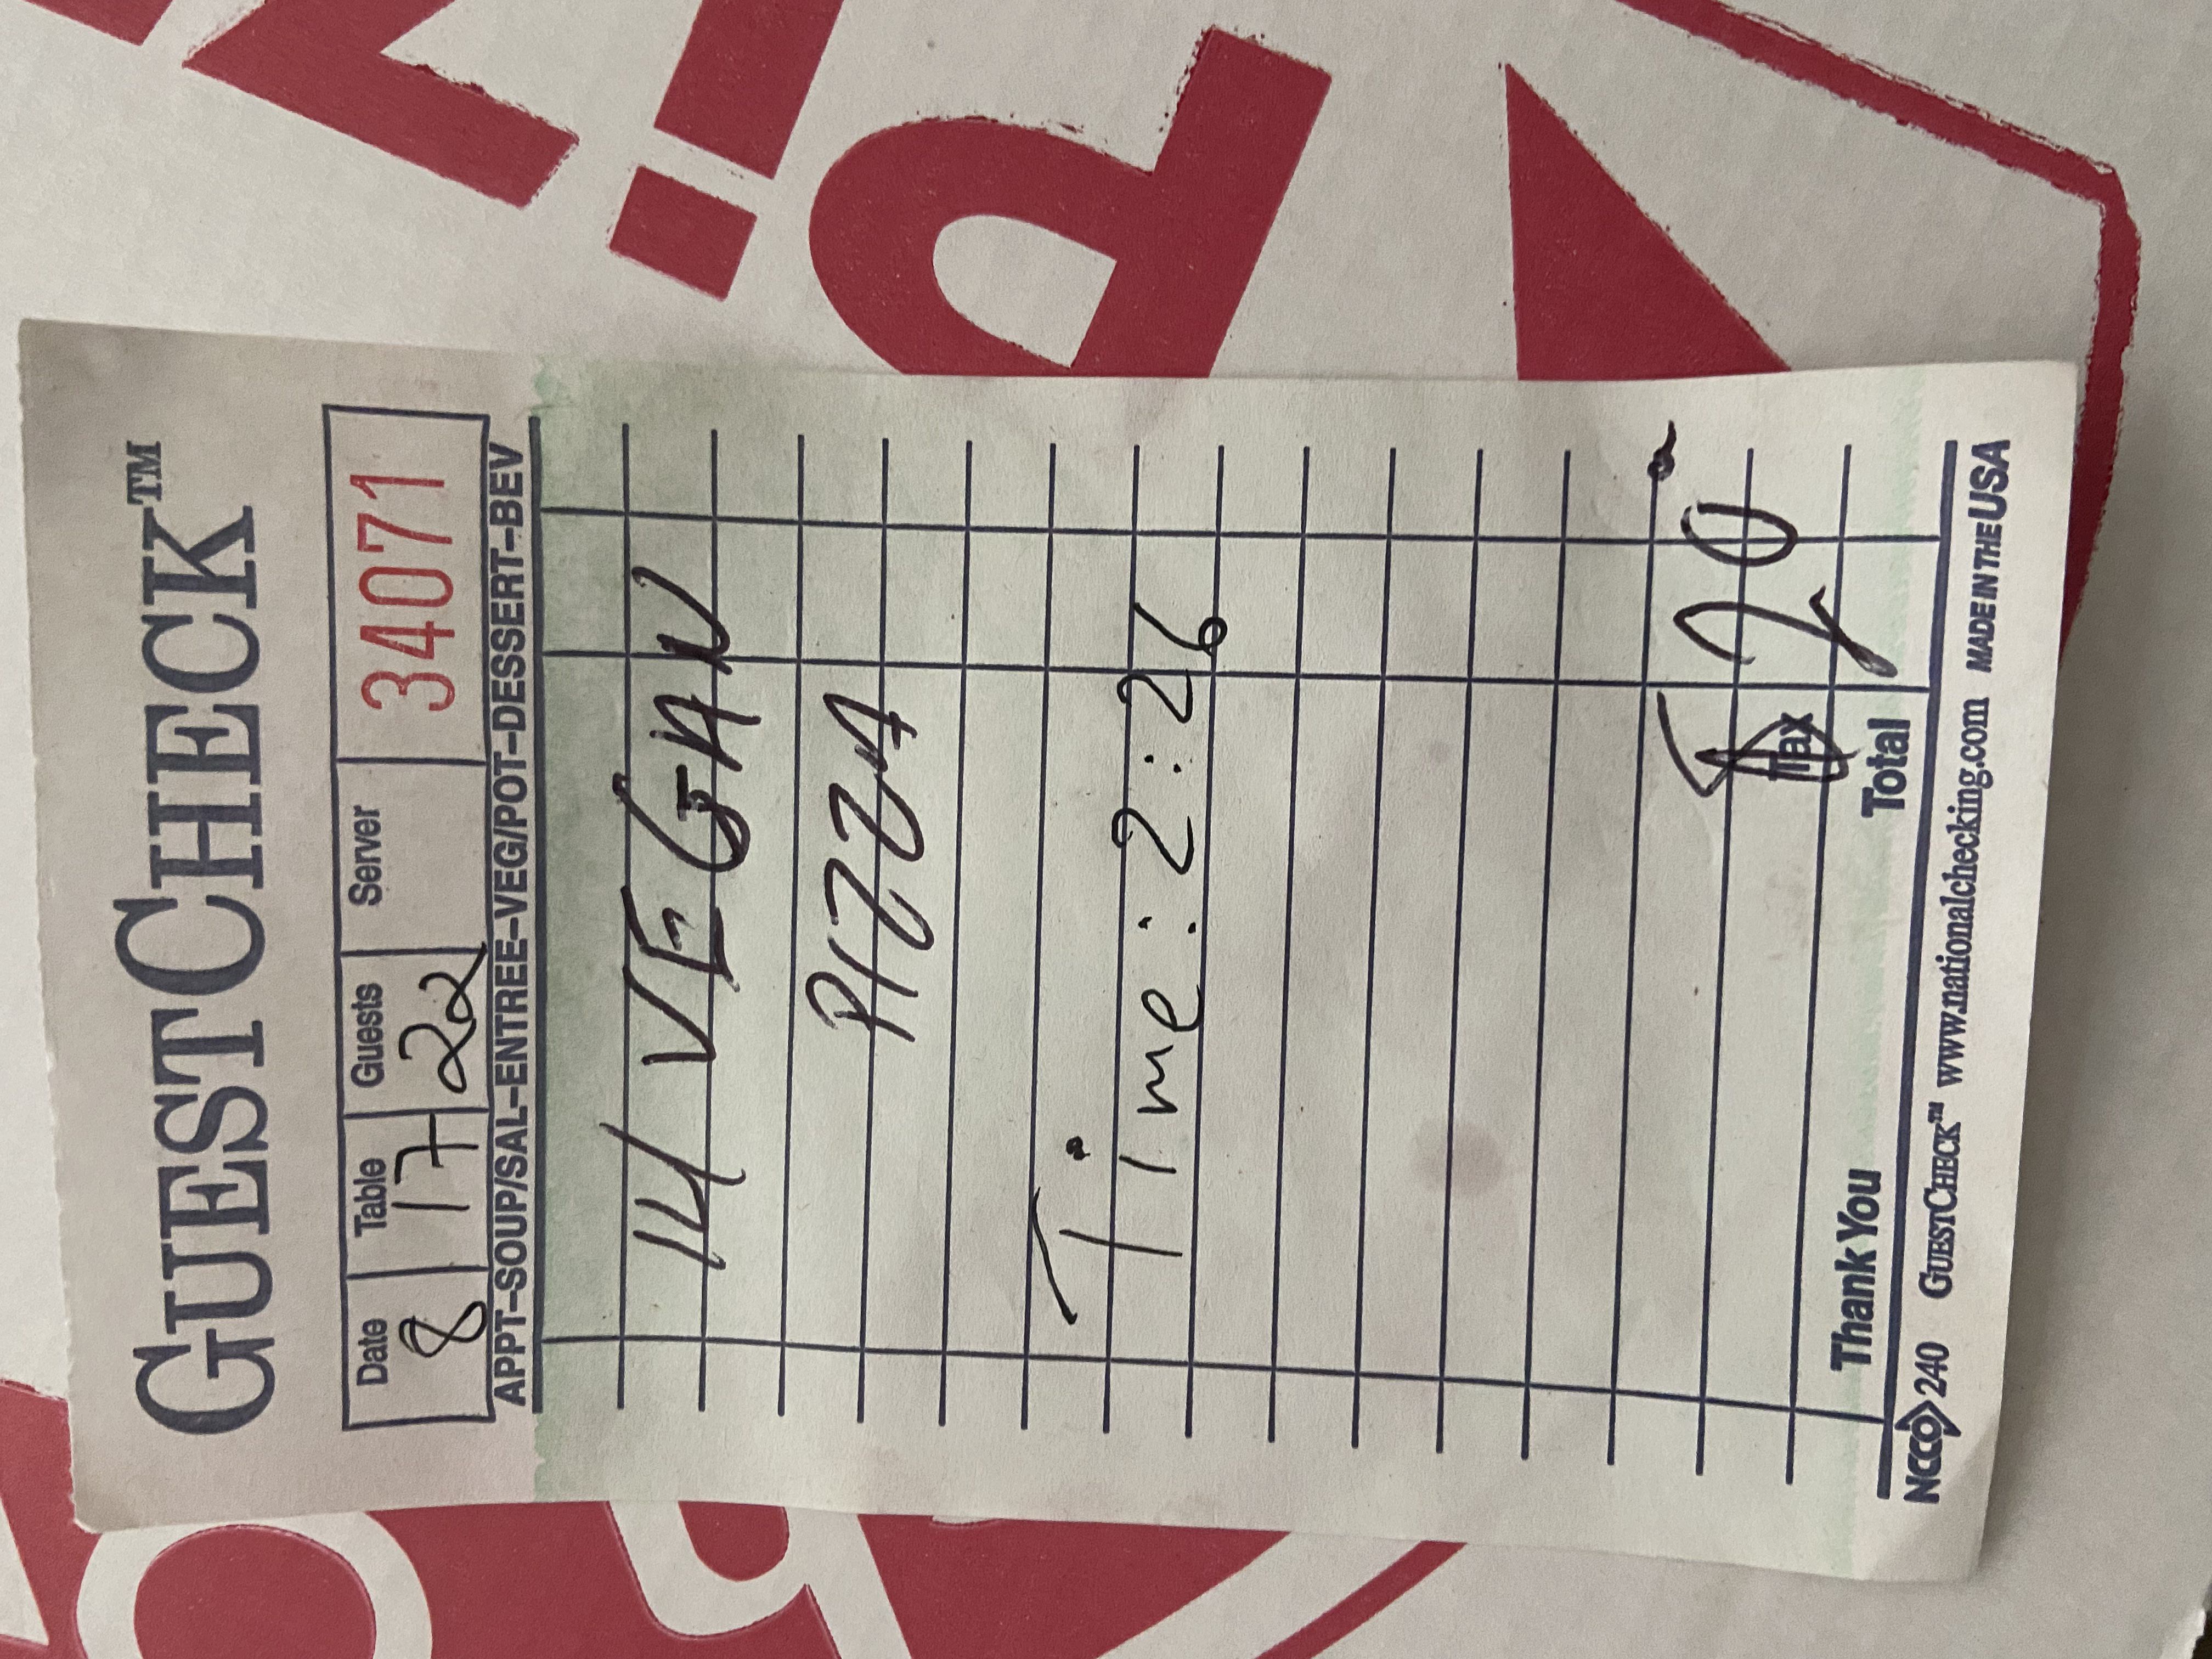 GUESTCHECK™
Date Table Guests Server 34071
8 17 22
APPT–SOUP/SAL–ENTREE–VEG/POT–DESSERT–BEV
14 VEGAN
PIZZA
Time: 2:26
$20
Tax
Thank You Total
NCCO 240 GUESTCHECK™ www.nationalchecking.com MADE IN THE USA